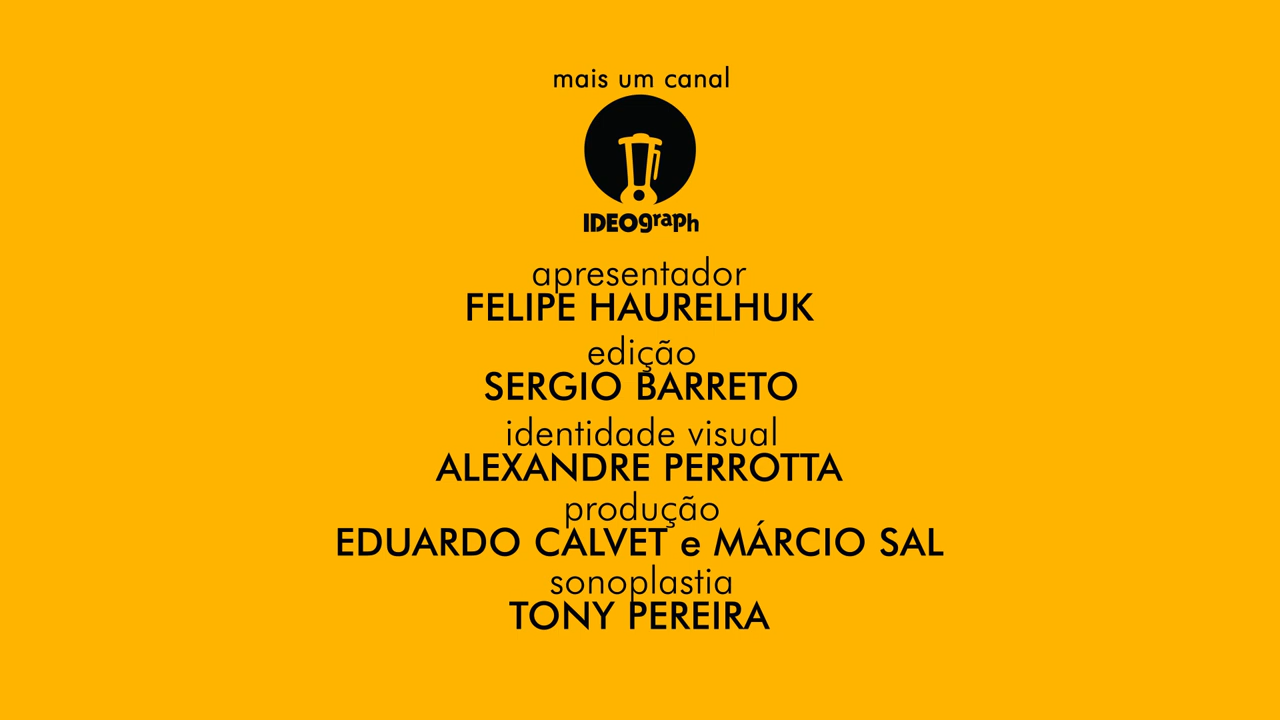 mais um canal
IDEOgraph
apresentador
FELIPE HAURELHUK
edição
SERGIO BARRETO
identidade visual
ALEXANDRE PERROTTA
produção
EDUARDO CALVET e MÁRCIO SAL
sonoplastia
TONY PEREIRA